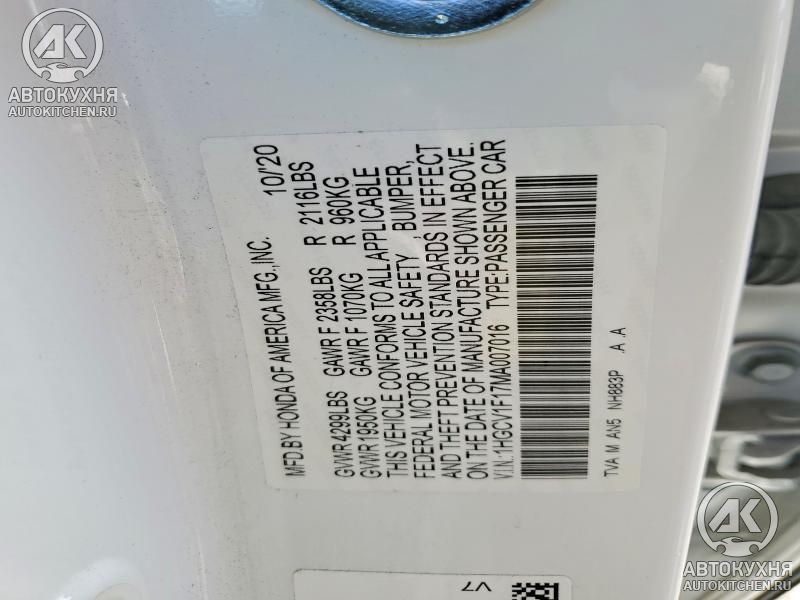 AK
АВТОКУХНЯ
AUTOKITCHEN.RU
MFD.BY HONDA OF AMERICA MFG.,INC. 10/'20
GVWR 4299LBS GAWR F 2358LBS R 2116LBS
GVWR 1950KG GAWR F 1070KG R 960KG
THIS VEHICLE CONFORMS TO ALL APPLICABLE
FEDERAL MOTOR VEHICLE SAFETY , BUMPER,
AND THEFT PREVENTION STANDARDS IN EFFECT
ON THE DATE OF MANUFACTURE SHOWN ABOVE.
V.I.N.:1HGCV1F17MA007016 TYPE:PASSENGER CAR
TVA M AN5 NH883P .A .A
V7
AK
АВТОКУХНЯ
AUTOKITCHEN.RU